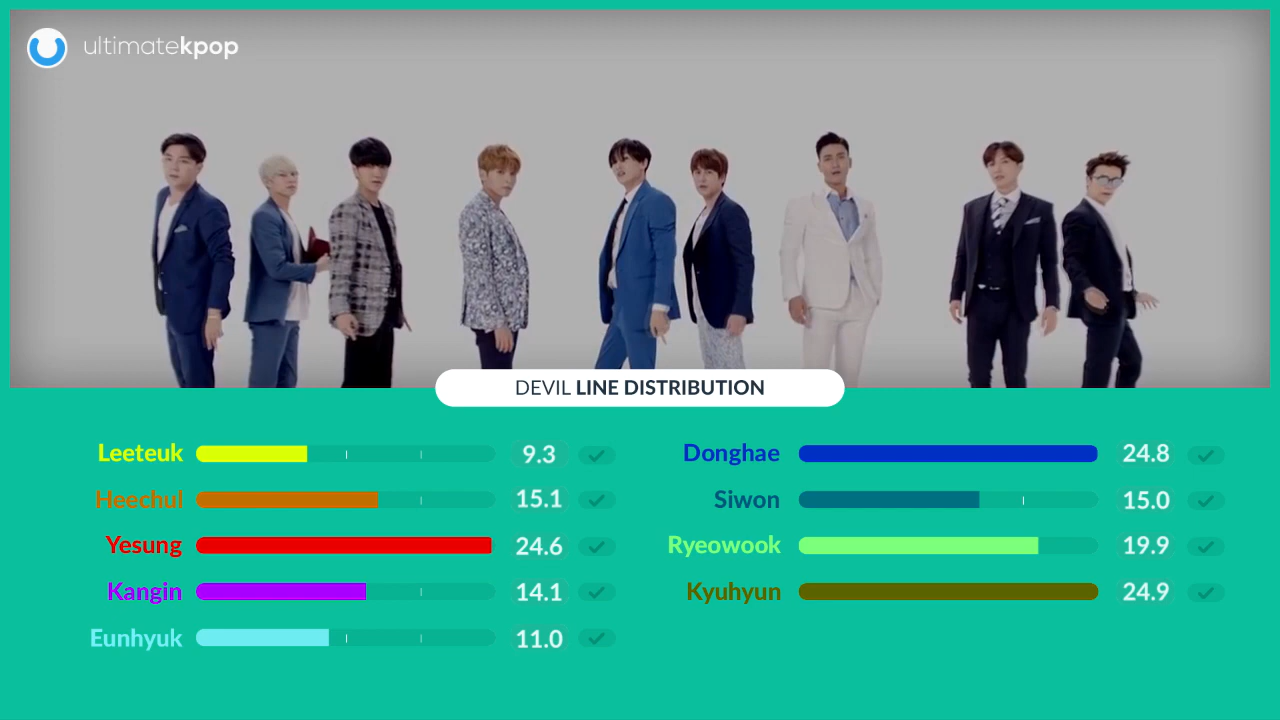 ultimatekpop
DEVIL LINE DISTRIBUTION
Leeteuk 9.3
Heechul 15.1
Yesung 24.6
Kangin 14.1
Eunhyuk 11.0
Donghae 24.8
Siwon 15.0
Ryeowook 19.9
Kyuhyun 24.9